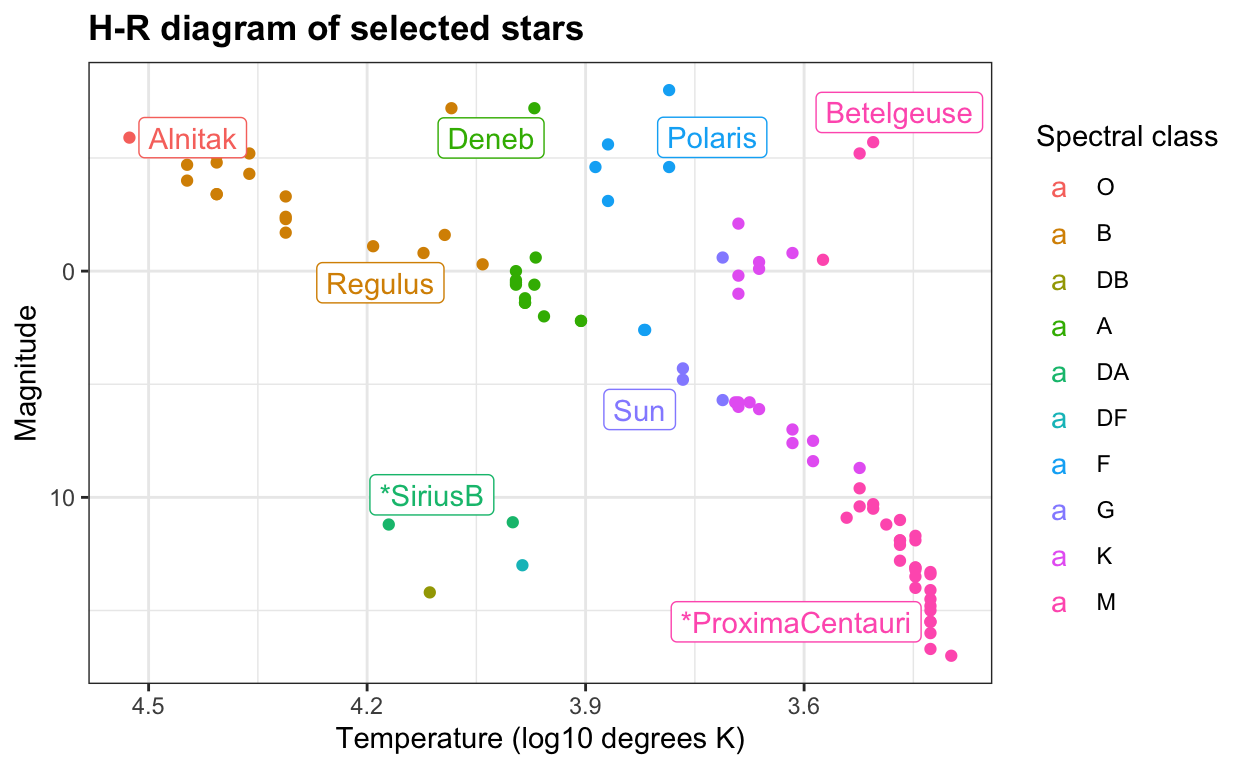 H-R diagram of selected stars
Alnitak
Deneb
Polaris
Betelgeuse
Regulus
Sun
*SiriusB
*ProximaCentauri
Magnitude
0
10
4.5
4.2
3.9
3.6
Temperature (log10 degrees K)
Spectral class
a O
a B
a DB
a A
a DA
a DF
a F
a G
a K
a M